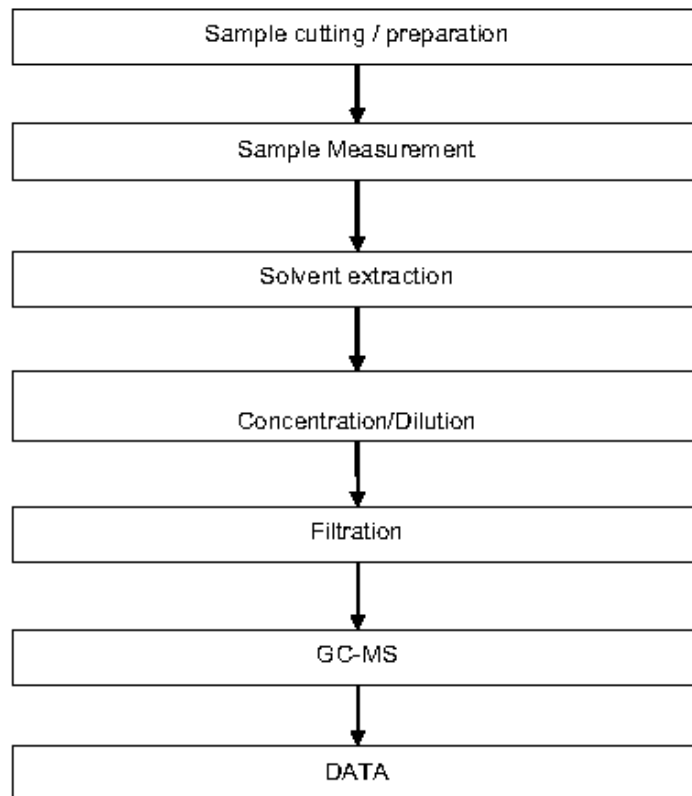 Sample cutting / preparation
Sample Measurement
Solvent extraction
Concentration/Dilution
Filtration
GC-MS
DATA